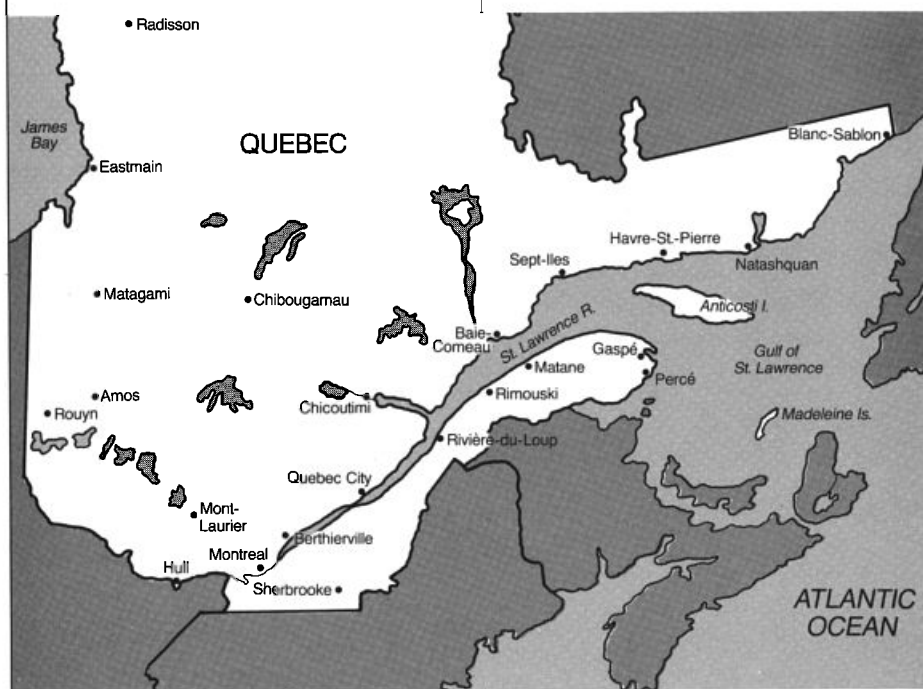 Radisson
James
Bay
QUEBEC
Blanc-Sablon
Eastmain
Havre-St.-Pierre
Sept-Iles
Natashquan
Matagami
Chibougamau
Anticosti I.
St. Lawrence R.
Baie-
Comeau
Gaspé
Gulf of
St. Lawrence
Matane
Percé
Amos
Chicoutimi
Rimouski
Rouyn
Madeleine Is.
Rivière-du-Loup
Quebec City
Mont-
Laurier
Berthierville
Montreal
Hull
Sherbrooke
ATLANTIC
OCEAN